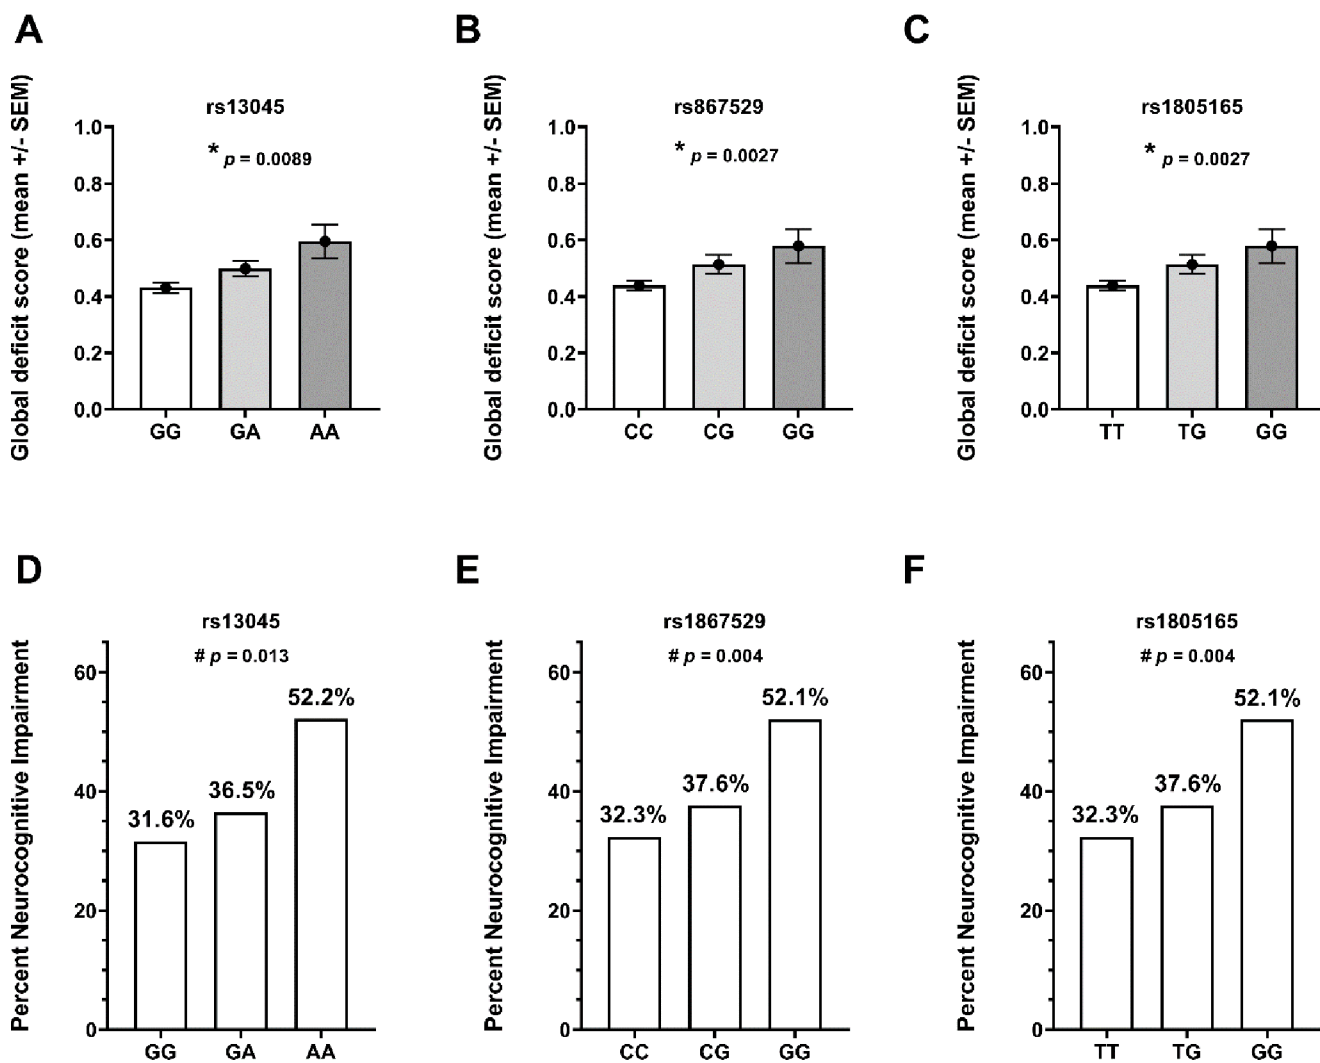 A
rs13045
* p = 0.0089
Global deficit score (mean +/- SEM)
1.0
0.8
0.6
0.4
0.2
0.0
GG GA AA
B
rs867529
* p = 0.0027
Global deficit score (mean +/- SEM)
1.0
0.8
0.6
0.4
0.2
0.0
CC CG GG
C
rs1805165
* p = 0.0027
Global deficit score (mean +/- SEM)
1.0
0.8
0.6
0.4
0.2
0.0
TT TG GG
D
rs13045
# p = 0.013
Percent Neurocognitive Impairment
60
40
20
0
31.6%
36.5%
52.2%
GG GA AA
E
rs1867529
# p = 0.004
Percent Neurocognitive Impairment
60
40
20
0
32.3%
37.6%
52.1%
CC CG GG
F
rs1805165
# p = 0.004
Percent Neurocognitive Impairment
60
40
20
0
32.3%
37.6%
52.1%
TT TG GG